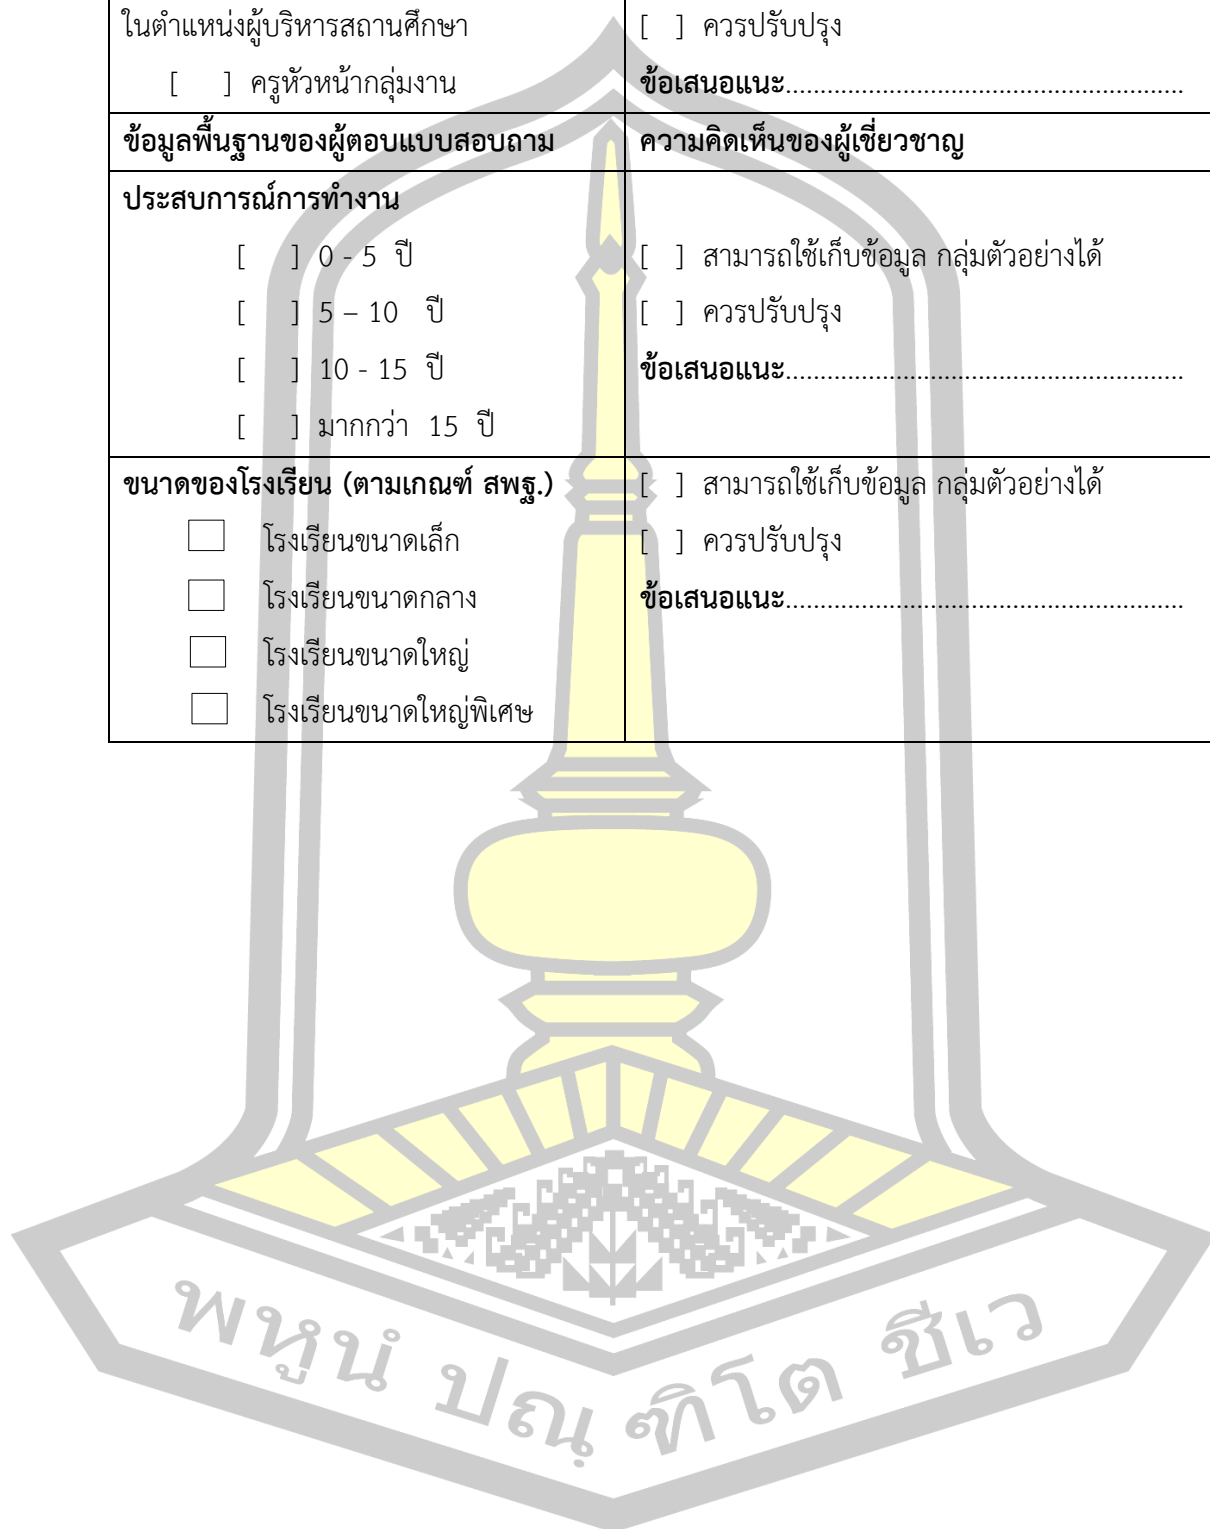 ในตำแหน่งผู้บริหารสถานศึกษา
[ ] ครูหัวหน้ากลุ่มงาน
[ ] ควรปรับปรุง
ข้อเสนอแนะ.........................................................
ข้อมูลพื้นฐานของผู้ตอบแบบสอบถาม
ความคิดเห็นของผู้เชี่ยวชาญ
ประสบการณ์การทำงาน
[ ] 0 - 5 ปี
[ ] 5 – 10 ปี
[ ] 10 - 15 ปี
[ ] มากกว่า 15 ปี
[ ] สามารถใช้เก็บข้อมูล กลุ่มตัวอย่างได้
[ ] ควรปรับปรุง
ข้อเสนอแนะ.........................................................
ขนาดของโรงเรียน (ตามเกณฑ์ สพฐ.)
โรงเรียนขนาดเล็ก
โรงเรียนขนาดกลาง
โรงเรียนขนาดใหญ่
โรงเรียนขนาดใหญ่พิเศษ
[ ] สามารถใช้เก็บข้อมูล กลุ่มตัวอย่างได้
[ ] ควรปรับปรุง
ข้อเสนอแนะ.........................................................
พหูนํ ปณฺฑิโต ชีเว